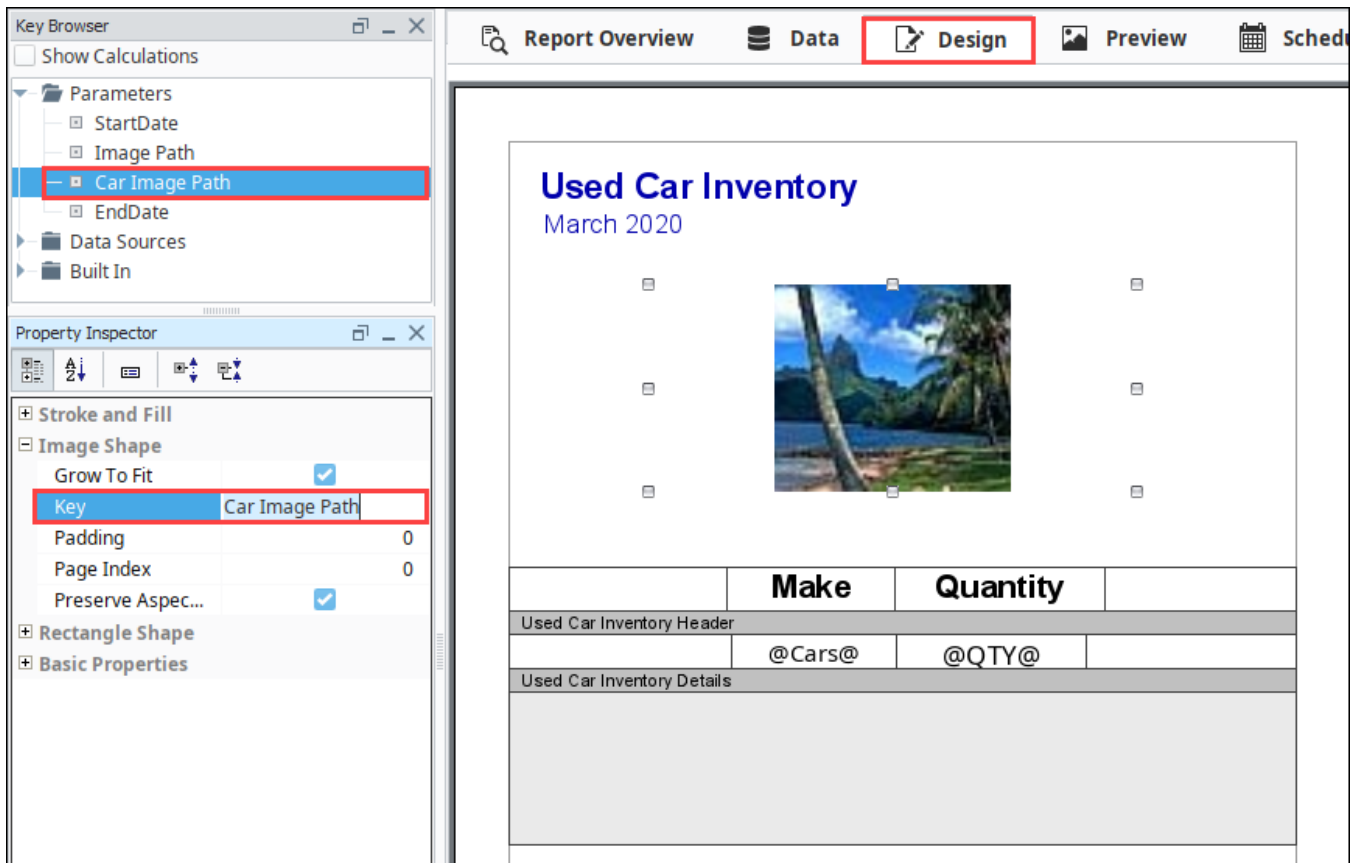 Key Browser
Show Calculations
Parameters
StartDate
Image Path
Car Image Path
EndDate
Data Sources
Built In
Property Inspector
Stroke and Fill
Image Shape
Grow To Fit
Key Car Image Path
Padding 0
Page Index 0
Preserve Aspec...
Rectangle Shape
Basic Properties
Report Overview Data Design Preview Schedu
Used Car Inventory
March 2020
Make Quantity
Used Car Inventory Header
@Cars@ @QTY@
Used Car Inventory Details